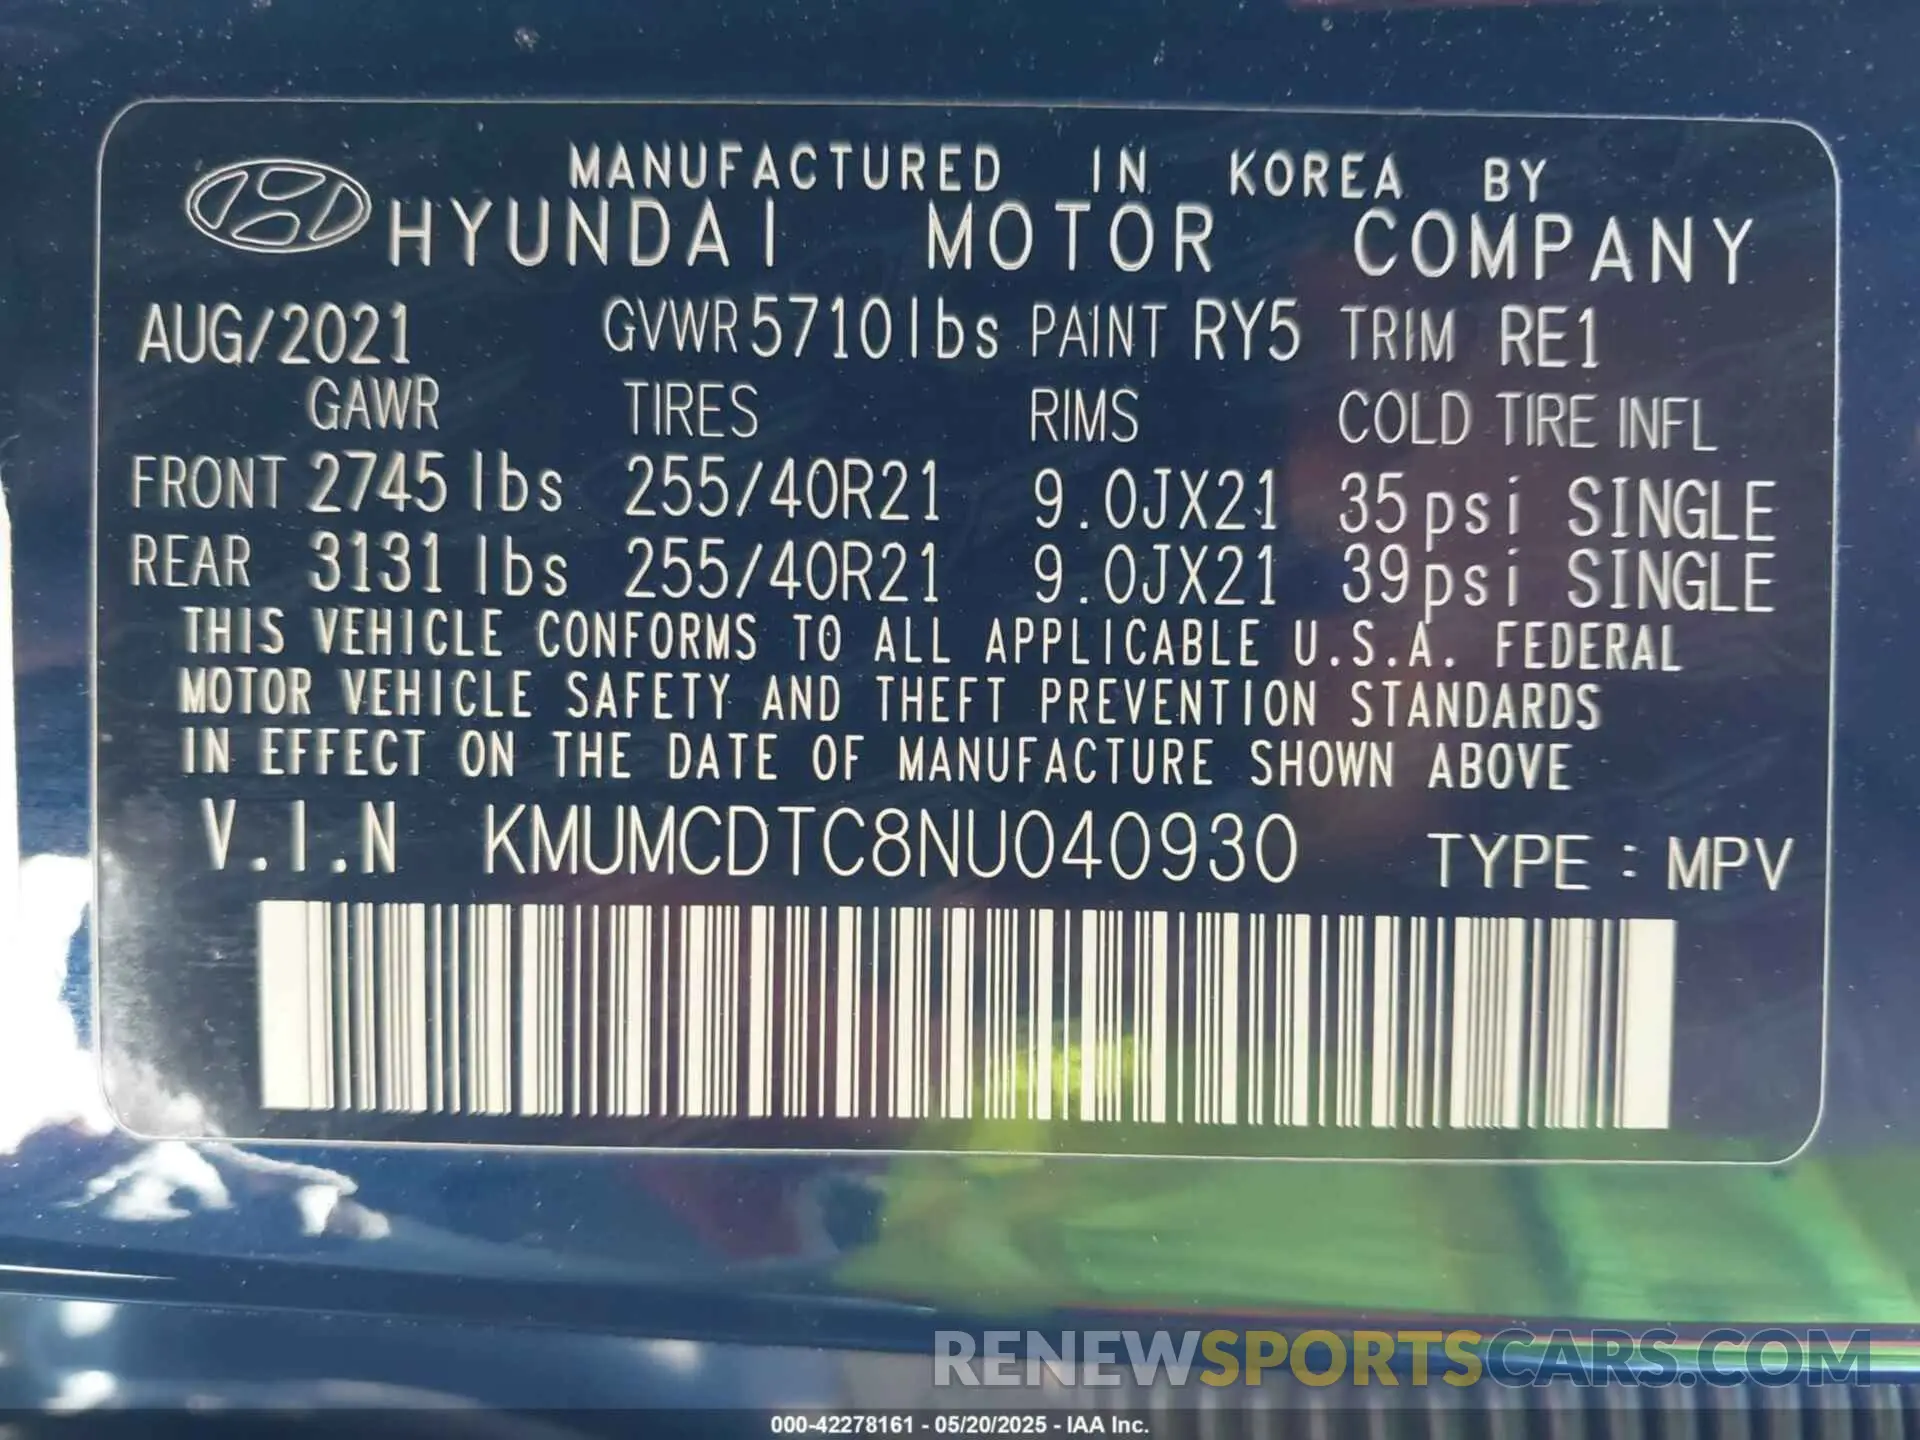 MANUFACTURED IN KOREA BY
HYUNDAI MOTOR COMPANY
AUG/2021 GVWR 5710lbs PAINT RY5 TRIM RE1
GAWR TIRES RIMS COLD TIRE INFL
FRONT 2745 lbs 255/40R21 9.0JX21 35psi SINGLE
REAR 3131 lbs 255/40R21 9.0JX21 39psi SINGLE
THIS VEHICLE CONFORMS TO ALL APPLICABLE U.S.A. FEDERAL
MOTOR VEHICLE SAFETY AND THEFT PREVENTION STANDARDS
IN EFFECT ON THE DATE OF MANUFACTURE SHOWN ABOVE
V.I.N KMUMCDTC8NU040930 TYPE : MPV
RENEWSPORTSCARS.COM
000-42278161 - 05/20/2025 - IAA Inc.